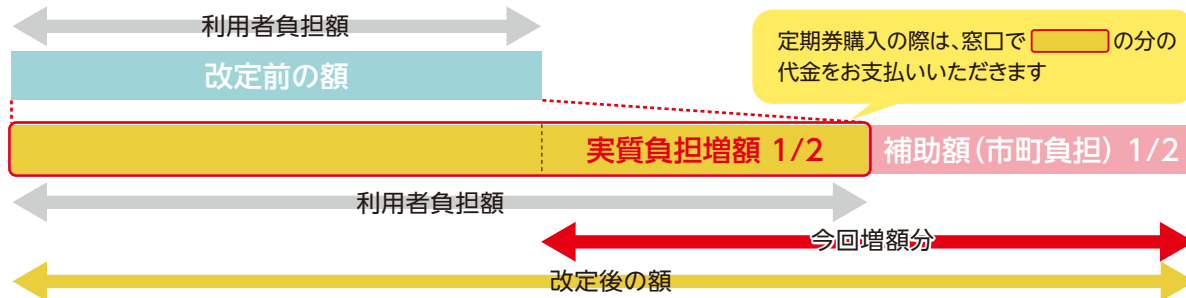 利用者負担額
定期券購入の際は、窓口で の分の
代金をお支払いいただきます
改定前の額
実質負担増額 1/2
補助額（市町負担） 1/2
利用者負担額
今回増額分
改定後の額